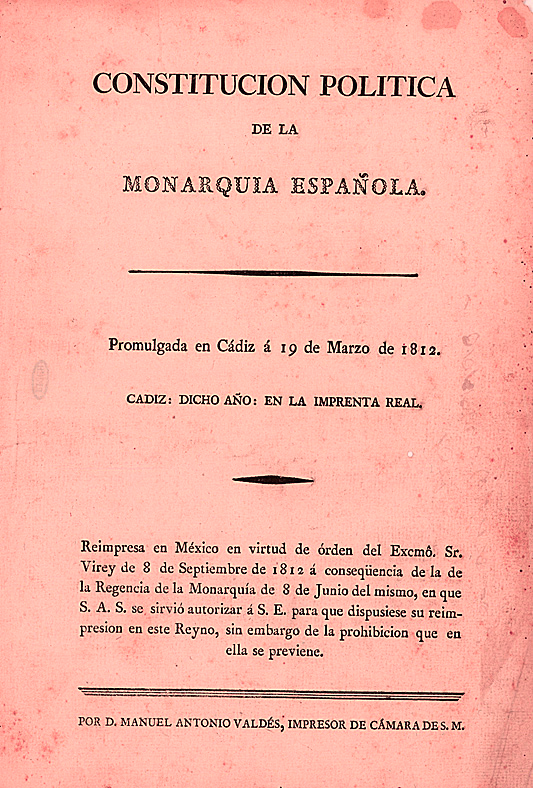 CONSTITUCION POLITICA
DE LA
MONARQUIA ESPAÑOLA.
Promulgada en Cádiz á 19 de Marzo de 1812.
CADIZ: DICHO AÑO: EN LA IMPRENTA REAL.
Reimpresa en México en virtud de órden del Excmô. Sr.
Virey de 8 de Septiembre de 1812 á conseqüencia de la de
la Regencia de la Monarquía de 8 de Junio del mismo, en que
S. A. S. se sirvió autorizar á S. E. para que dispusiese su reim-
presion en este Reyno, sin embargo de la prohibicion que en
ella se previene.
POR D. MANUEL ANTONIO VALDÉS, IMPRESOR DE CÁMARA DE S. M.